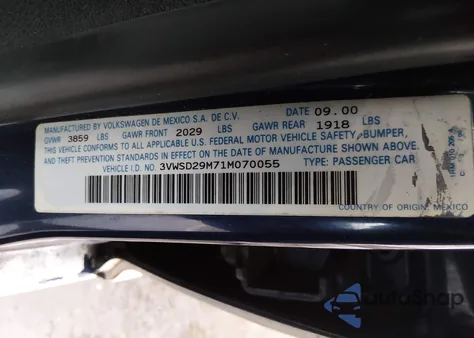 MANUFACTURED BY VOLKSWAGEN DE MEXICO S.A. DE C.V. DATE 09.00
GVWR 3859 LBS GAWR FRONT 2029 LBS GAWR REAR 1918 LBS
THIS VEHICLE CONFORMS TO ALL APPLICABLE U.S. FEDERAL MOTOR VEHICLE SAFETY, BUMPER,
AND THEFT PREVENTION STANDARDS IN EFFECT ON THE DATE OF MANUFACTURE SHOWN ABOVE.
VEHICLE I.D. NO. 3VWSD29M71M070055 TYPE: PASSENGER CAR
COUNTRY OF ORIGIN: MEXICO
autoSnap